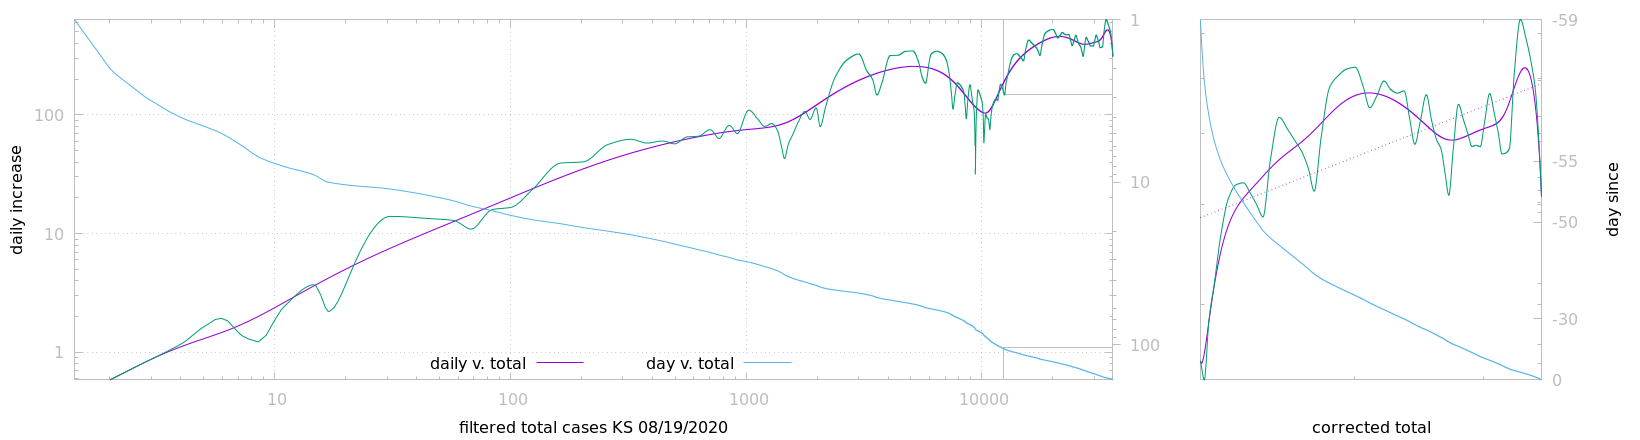 daily increase
100
10
1
10
100
1000
10000
1
10
100
daily v. total
day v. total
filtered total cases KS 08/19/2020
-59
-55
-50
-30
0
day since
corrected total